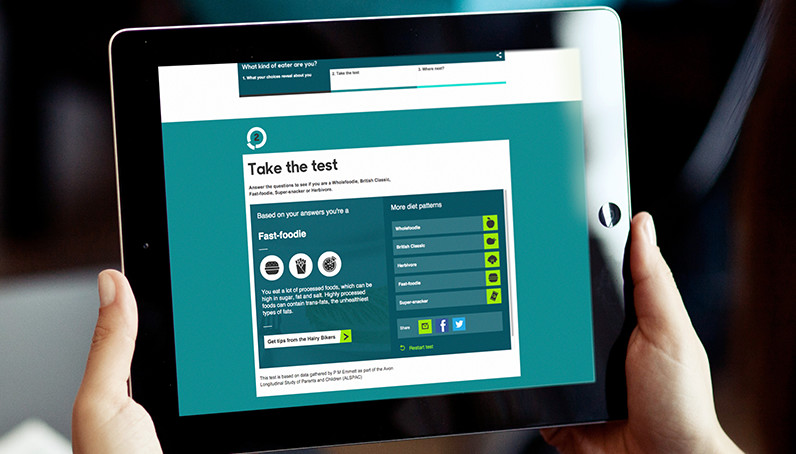 What kind of eater are you?
1. What your choices reveal about you
2. Take the test
3. Where next?
2
Take the test
Answer the questions to see if you are a Wholefoodie, British Classic,
Fast-foodie, Super-snacker or Herbivore.
Based on your answers you're a
Fast-foodie
You eat a lot of processed foods, which can be
high in sugar, fat and salt. Highly processed
foods can contain trans-fats, the unhealthiest
types of fats.
Get tips from the Hairy Bikers
More diet patterns
Wholefoodie
British Classic
Herbivore
Fast-foodie
Super-snacker
Share
Restart test
This test is based on data gathered by P M Emmett as part of the Avon
Longitudinal Study of Parents and Children (ALSPAC)